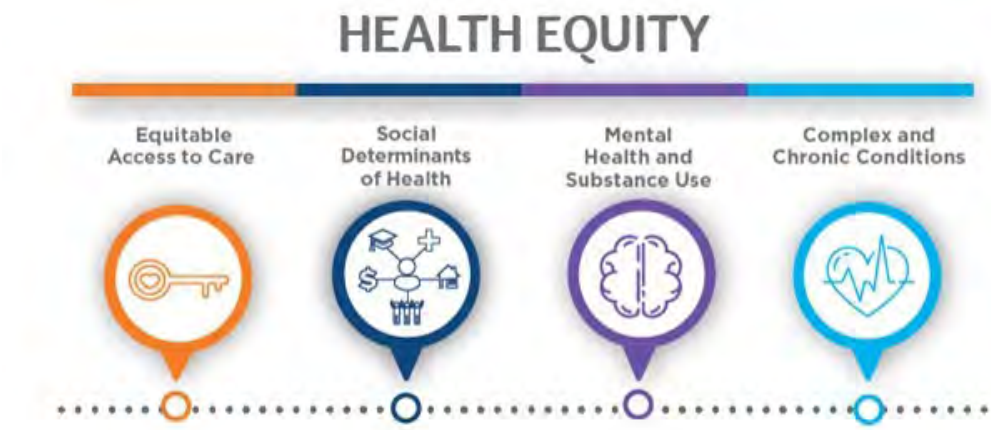 HEALTH EQUITY
Equitable
Access to Care
Social
Determinants
of Health
Mental
Health and
Substance Use
Complex and
Chronic Conditions
$